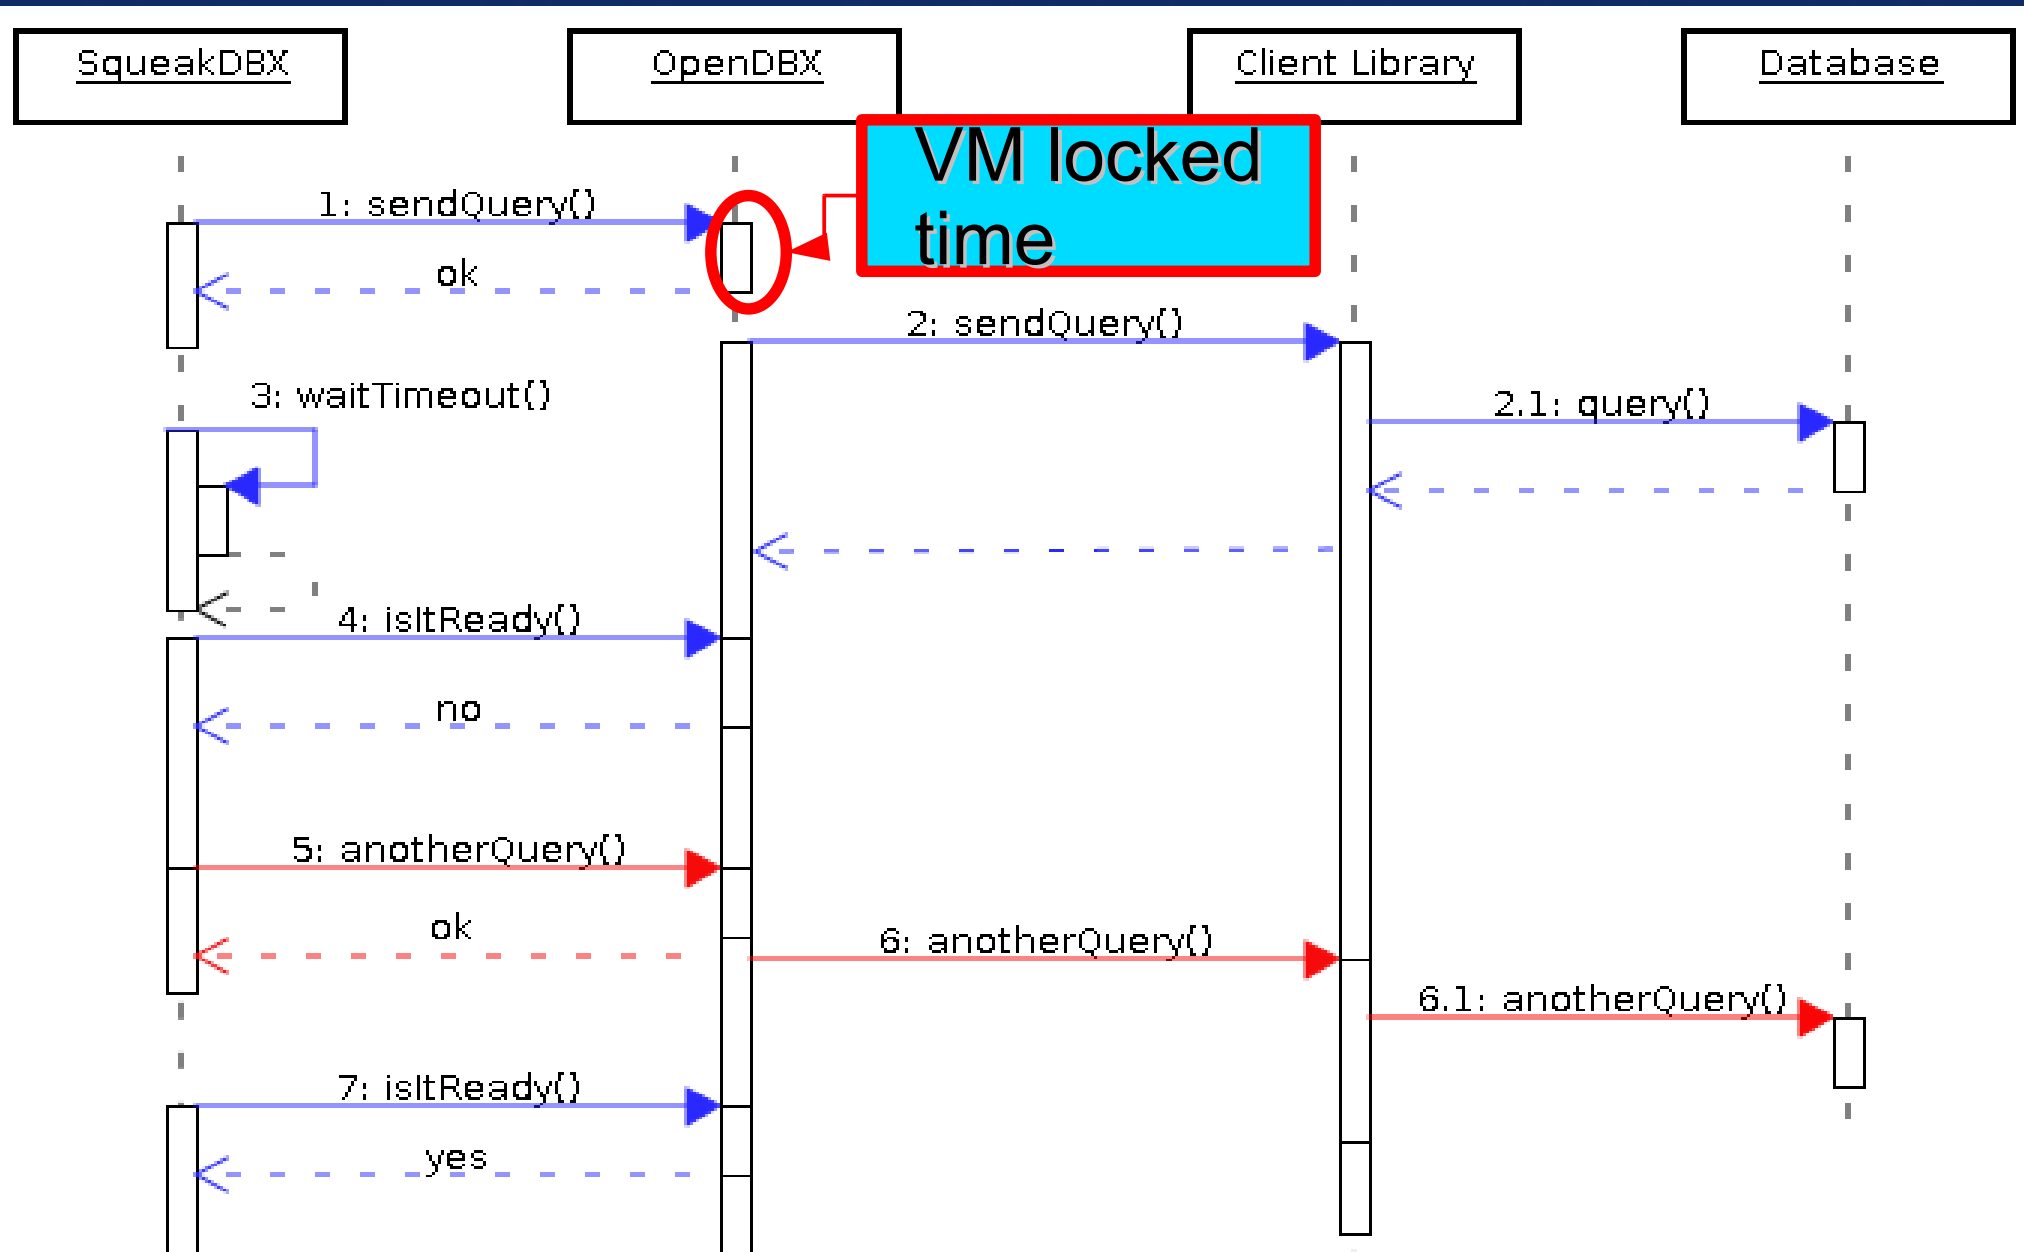 SqueakDBX
OpenDBX
Client Library
Database
VM locked
time
1: sendQuery()
ok
2: sendQuery()
3: waitTimeout()
2.1: query()
4: isItReady()
no
5: anotherQuery()
ok
6: anotherQuery()
6.1: anotherQuery()
7: isItReady()
yes